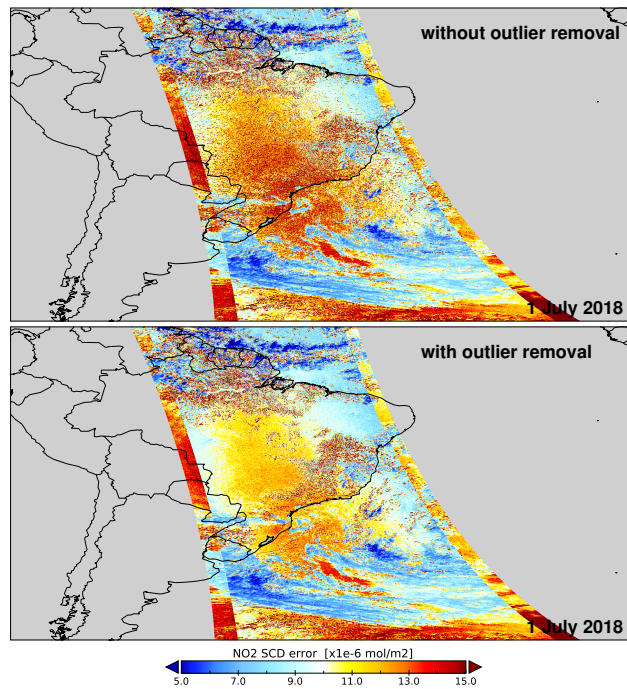 without outlier removal
1 July 2018
with outlier removal
1 July 2018
NO2 SCD error [x1e-6 mol/m2]
5.0 7.0 9.0 11.0 13.0 15.0